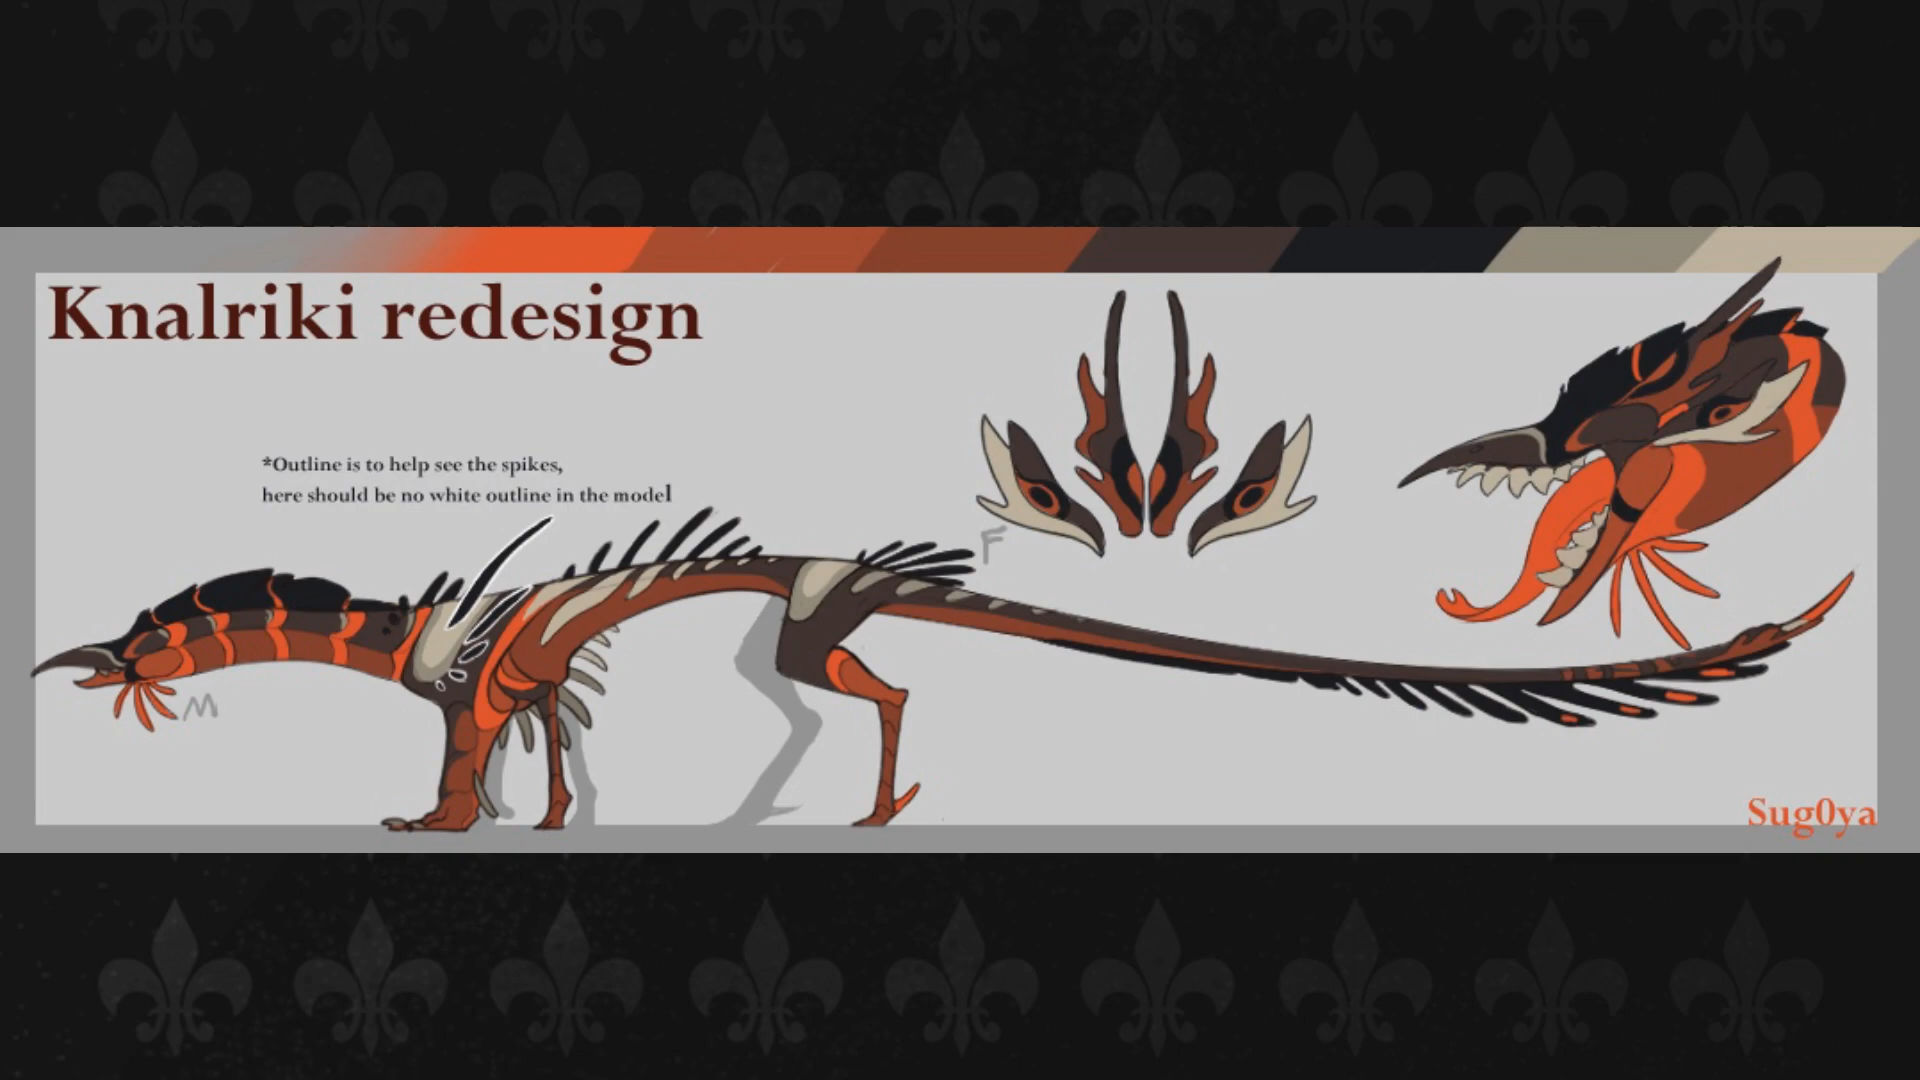 Knalriki redesign
*Outline is to help see the spikes,
here should be no white outline in the model
F
M
Sug0ya